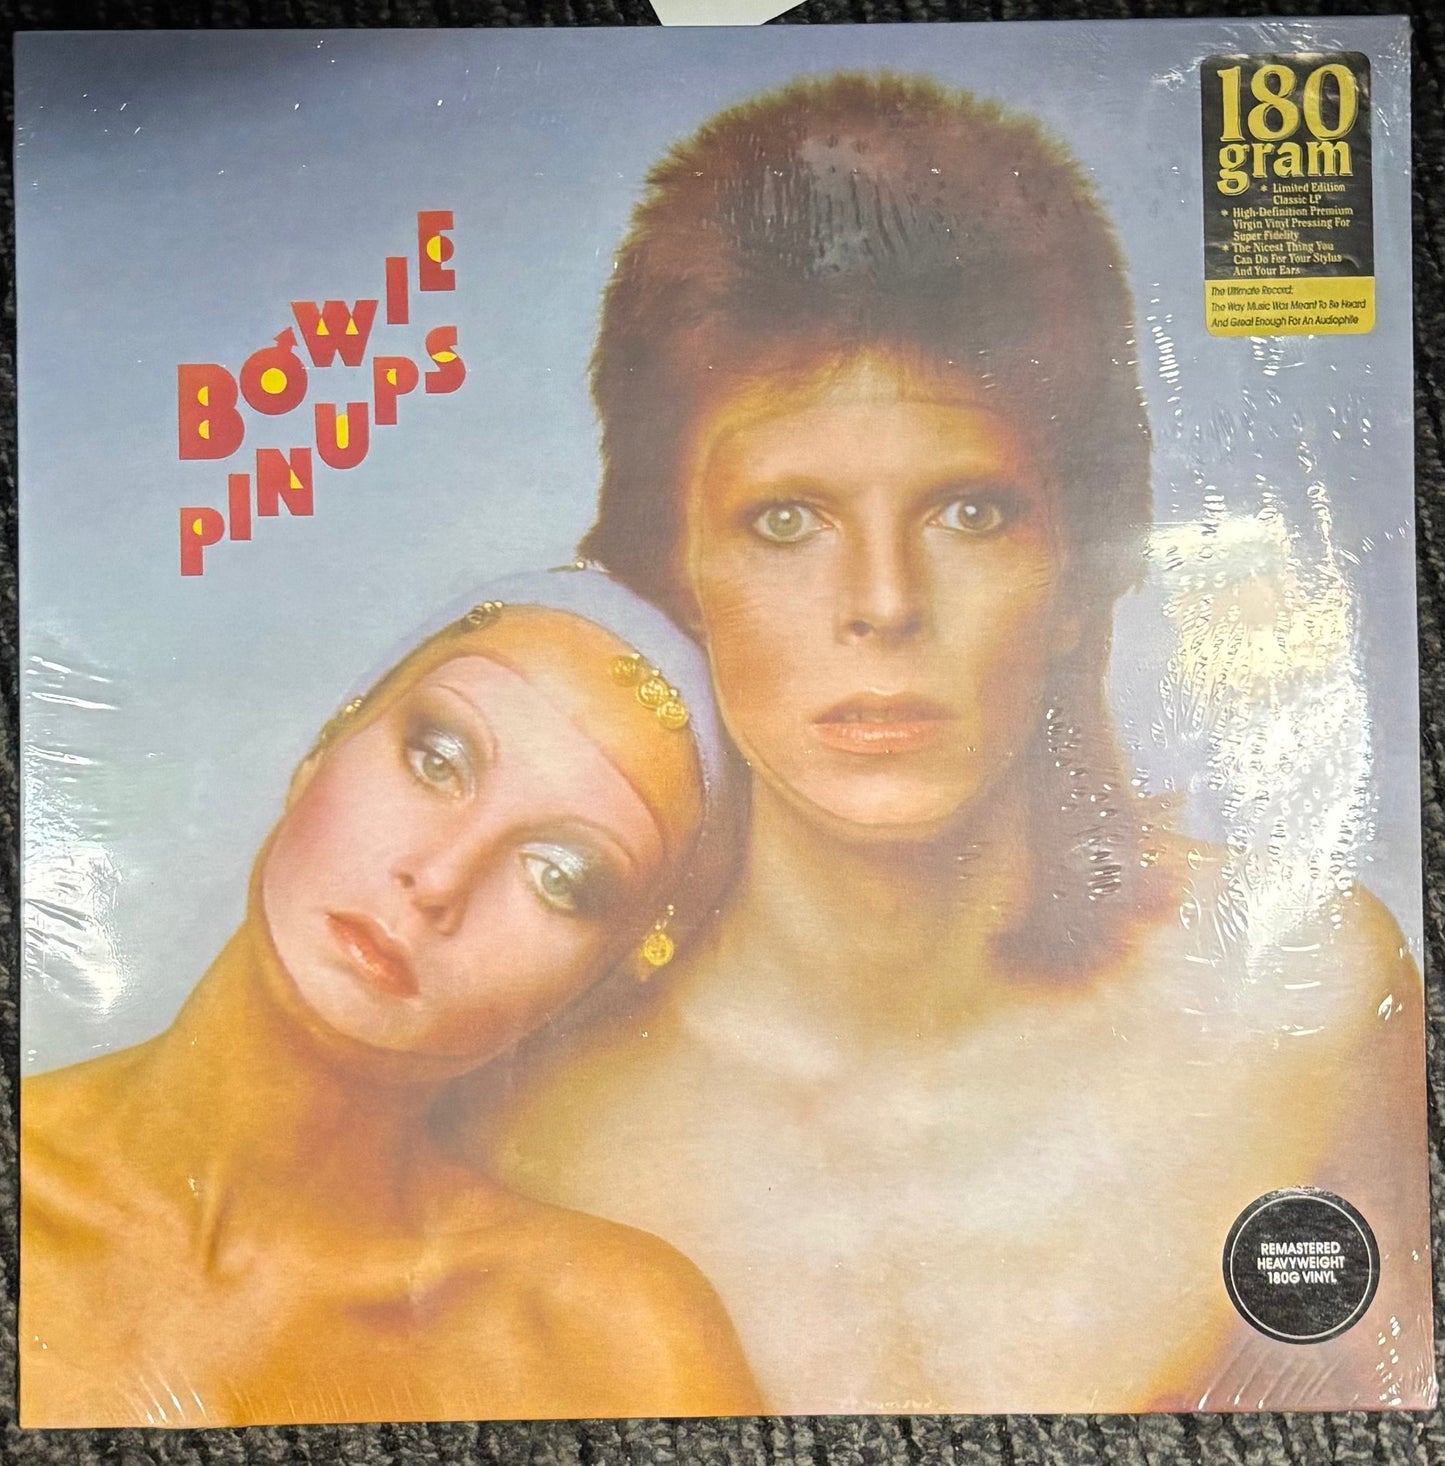 BOWIE
PINUPS
180
gram
* Limited Edition
Classic LP
* High-Definition Premium
Virgin Vinyl Pressing For
Super Fidelity
* The Nicest Thing You
Can Do For Your Stylus
And Your Ears
The Ultimate Record:
The Way Music Was Meant To Be Heard
And Great Enough For An Audiophile
REMASTERED
HEAVYWEIGHT
180G VINYL